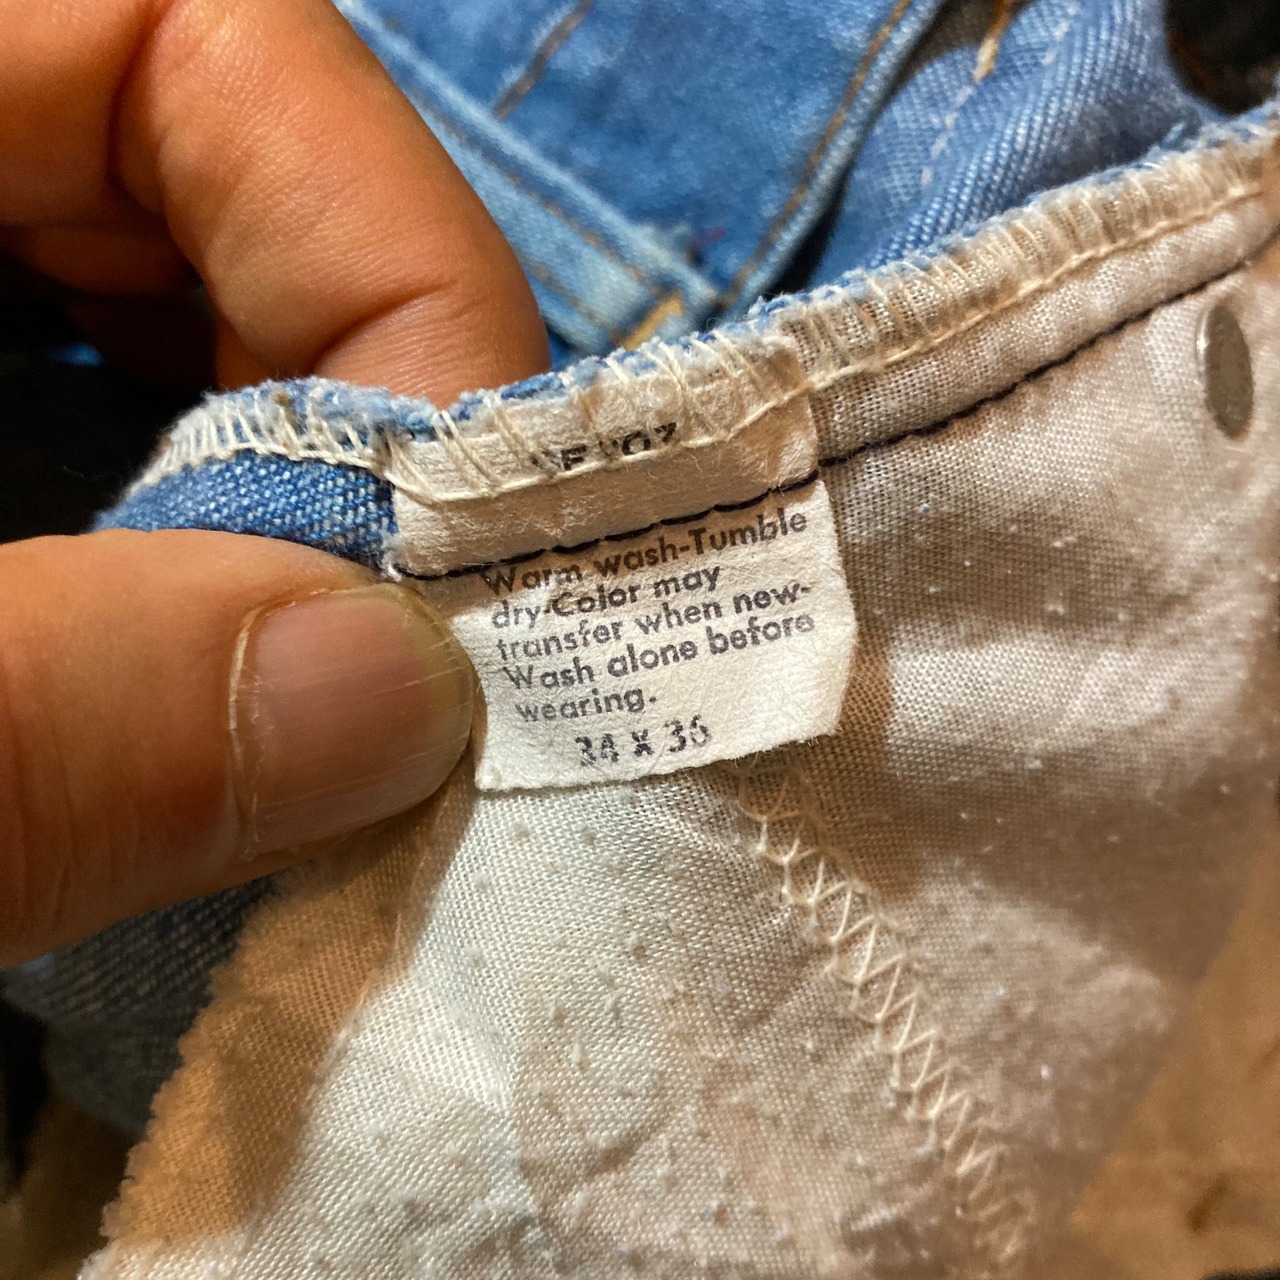 Warm wash-Tumble
dry-Color may
transfer when new-
Wash alone before
wearing.
34 x 36